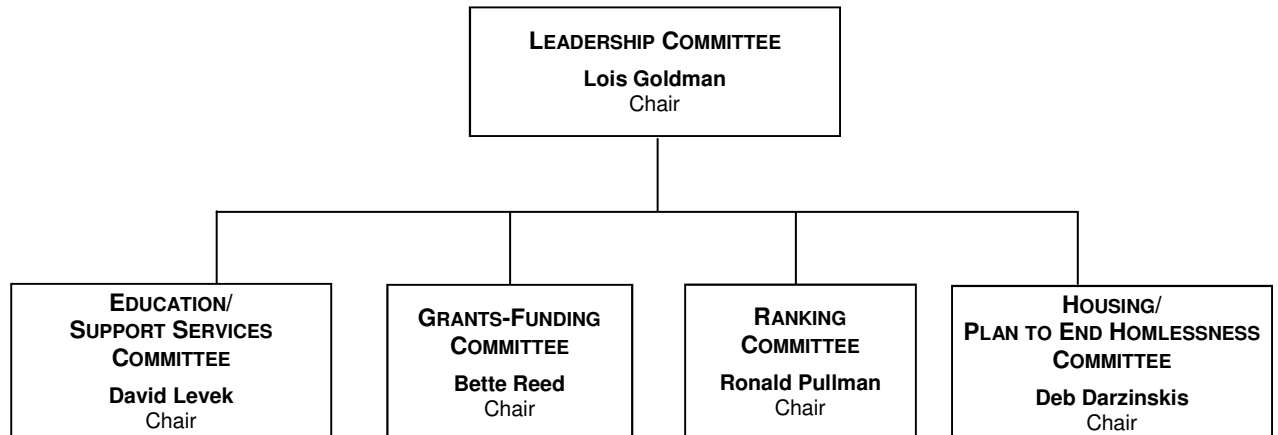 LEADERSHIP COMMITTEE
Lois Goldman
Chair
EDUCATION/
SUPPORT SERVICES
COMMITTEE
David Levek
Chair
GRANTS-FUNDING
COMMITTEE
Bette Reed
Chair
RANKING
COMMITTEE
Ronald Pullman
Chair
HOUSING/
PLAN TO END HOMLESSNESS
COMMITTEE
Deb Darzinskis
Chair